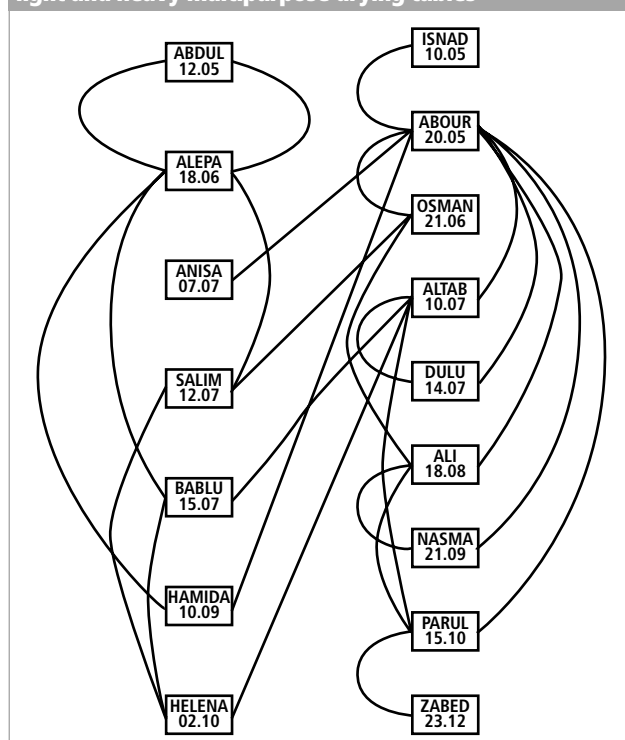 ABDUL
12.05
ALEPA
18.06
ANISA
07.07
SALIM
12.07
BABLU
15.07
HAMIDA
10.09
HELENA
02.10
ISNAD
10.05
ABOUR
20.05
OSMAN
21.06
ALTAB
10.07
DULU
14.07
ALI
18.08
NASMA
21.09
PARUL
15.10
ZABED
23.12